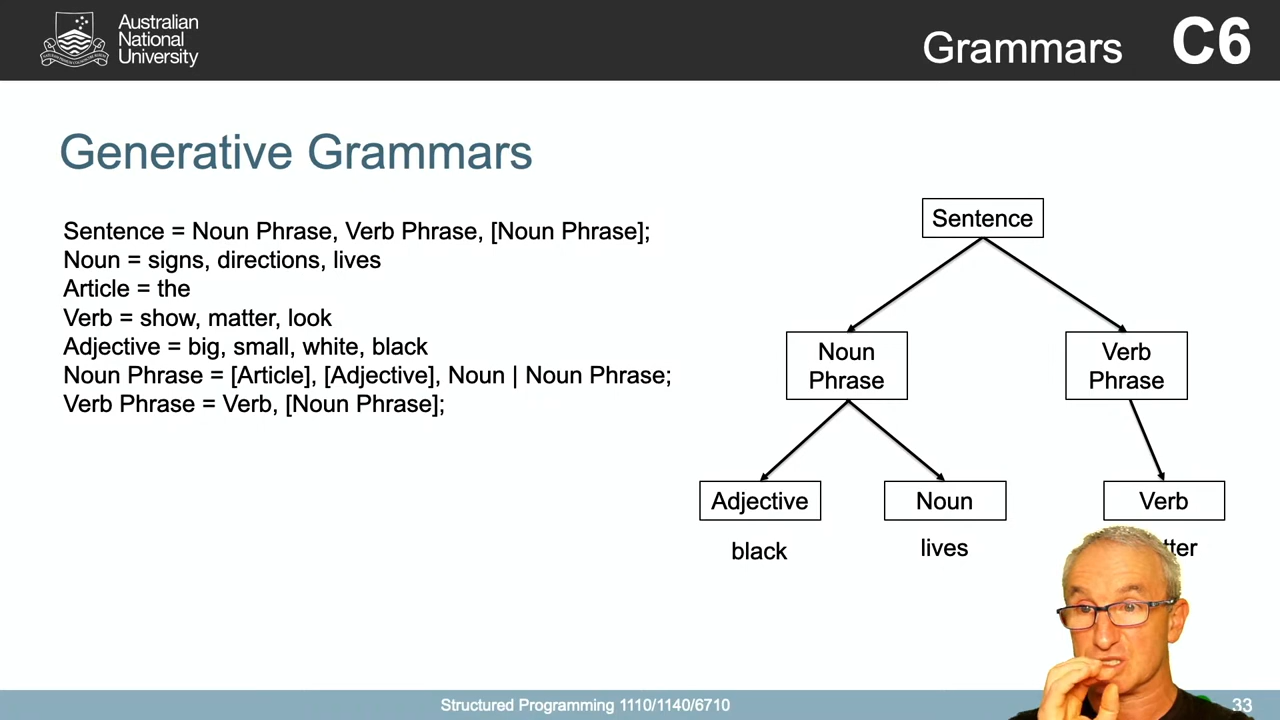 Australian
National
University
Grammars C6
Generative Grammars
Sentence = Noun Phrase, Verb Phrase, [Noun Phrase];
Noun = signs, directions, lives
Article = the
Verb = show, matter, look
Adjective = big, small, white, black
Noun Phrase = [Article], [Adjective], Noun | Noun Phrase;
Verb Phrase = Verb, [Noun Phrase];
Sentence
Noun
Phrase
Verb
Phrase
Adjective
Noun
Verb
black
lives
tter
Structured Programming 1110/1140/6710
33